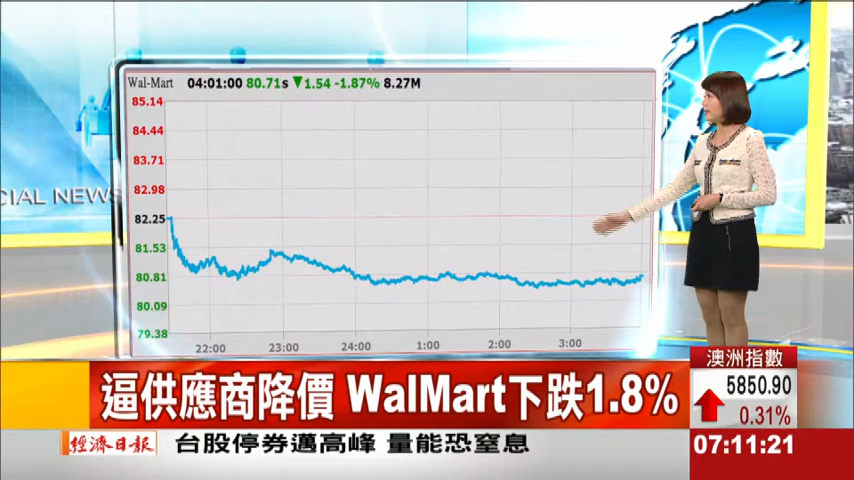 CIAL NEWS
Wal-Mart 04:01:00 80.71s ▼1.54 -1.87% 8.27M
85.14
84.44
83.71
82.98
82.25
81.53
80.81
80.09
79.38
22:00 23:00 24:00 1:00 2:00 3:00
逼供應商降價 WalMart下跌1.8%
澳洲指數
5850.90
0.31%
經濟日報 台股停券邁高峰 量能恐窒息
07:11:21